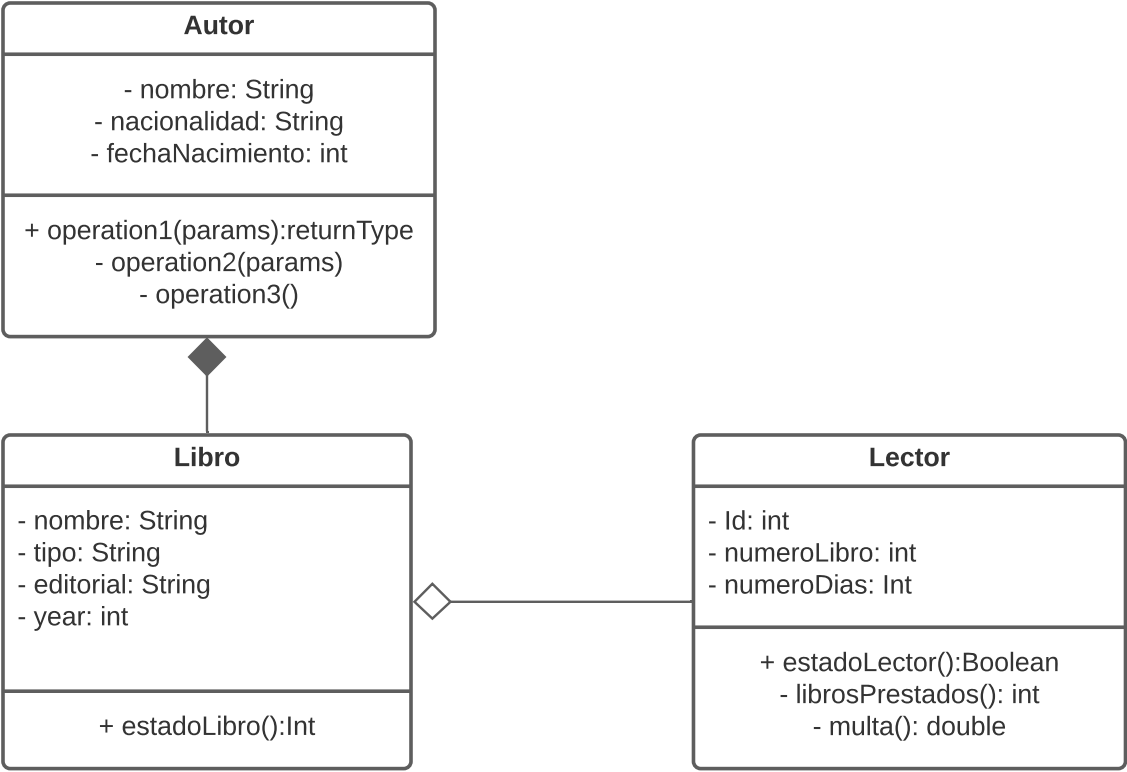 Autor
- nombre: String
- nacionalidad: String
- fechaNacimiento: int
+ operation1(params):returnType
- operation2(params)
- operation3()
Libro
- nombre: String
- tipo: String
- editorial: String
- year: int
+ estadoLibro():Int
Lector
- Id: int
- numeroLibro: int
- numeroDias: Int
+ estadoLector():Boolean
- librosPrestados(): int
- multa(): double